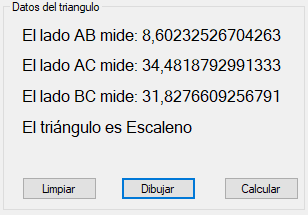 Datos del triangulo
El lado AB mide: 8,60232526704263
El lado AC mide: 34,4818792991333
El lado BC mide: 31,8276609256791
El triángulo es Escaleno
Limpiar Dibujar Calcular